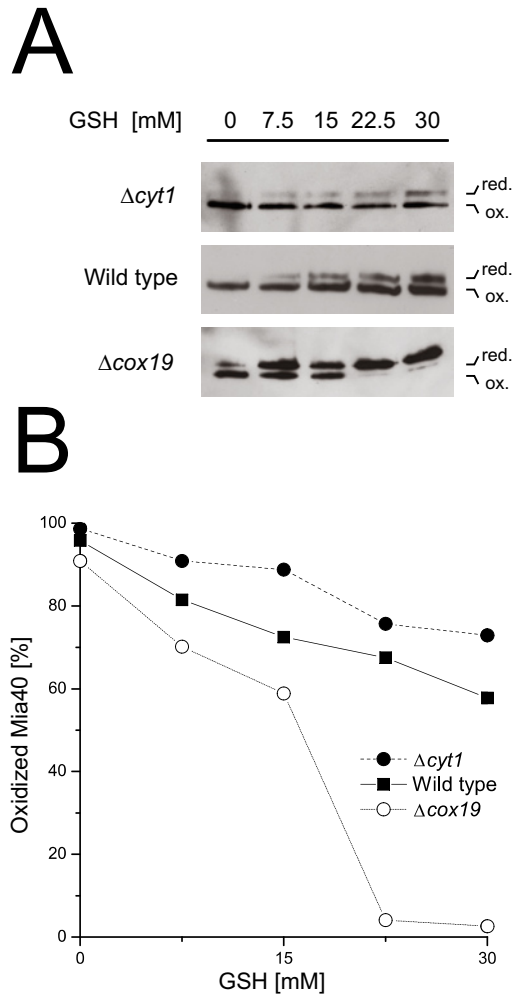 A
GSH [mM] 0 7.5 15 22.5 30
Δcyt1 red.
ox.
Wild type red.
ox.
Δcox19 red.
ox.
B
100
80
60
40
20
0
Oxidized Mia40 [%]
Δcyt1
Wild type
Δcox19
0 15 30
GSH [mM]